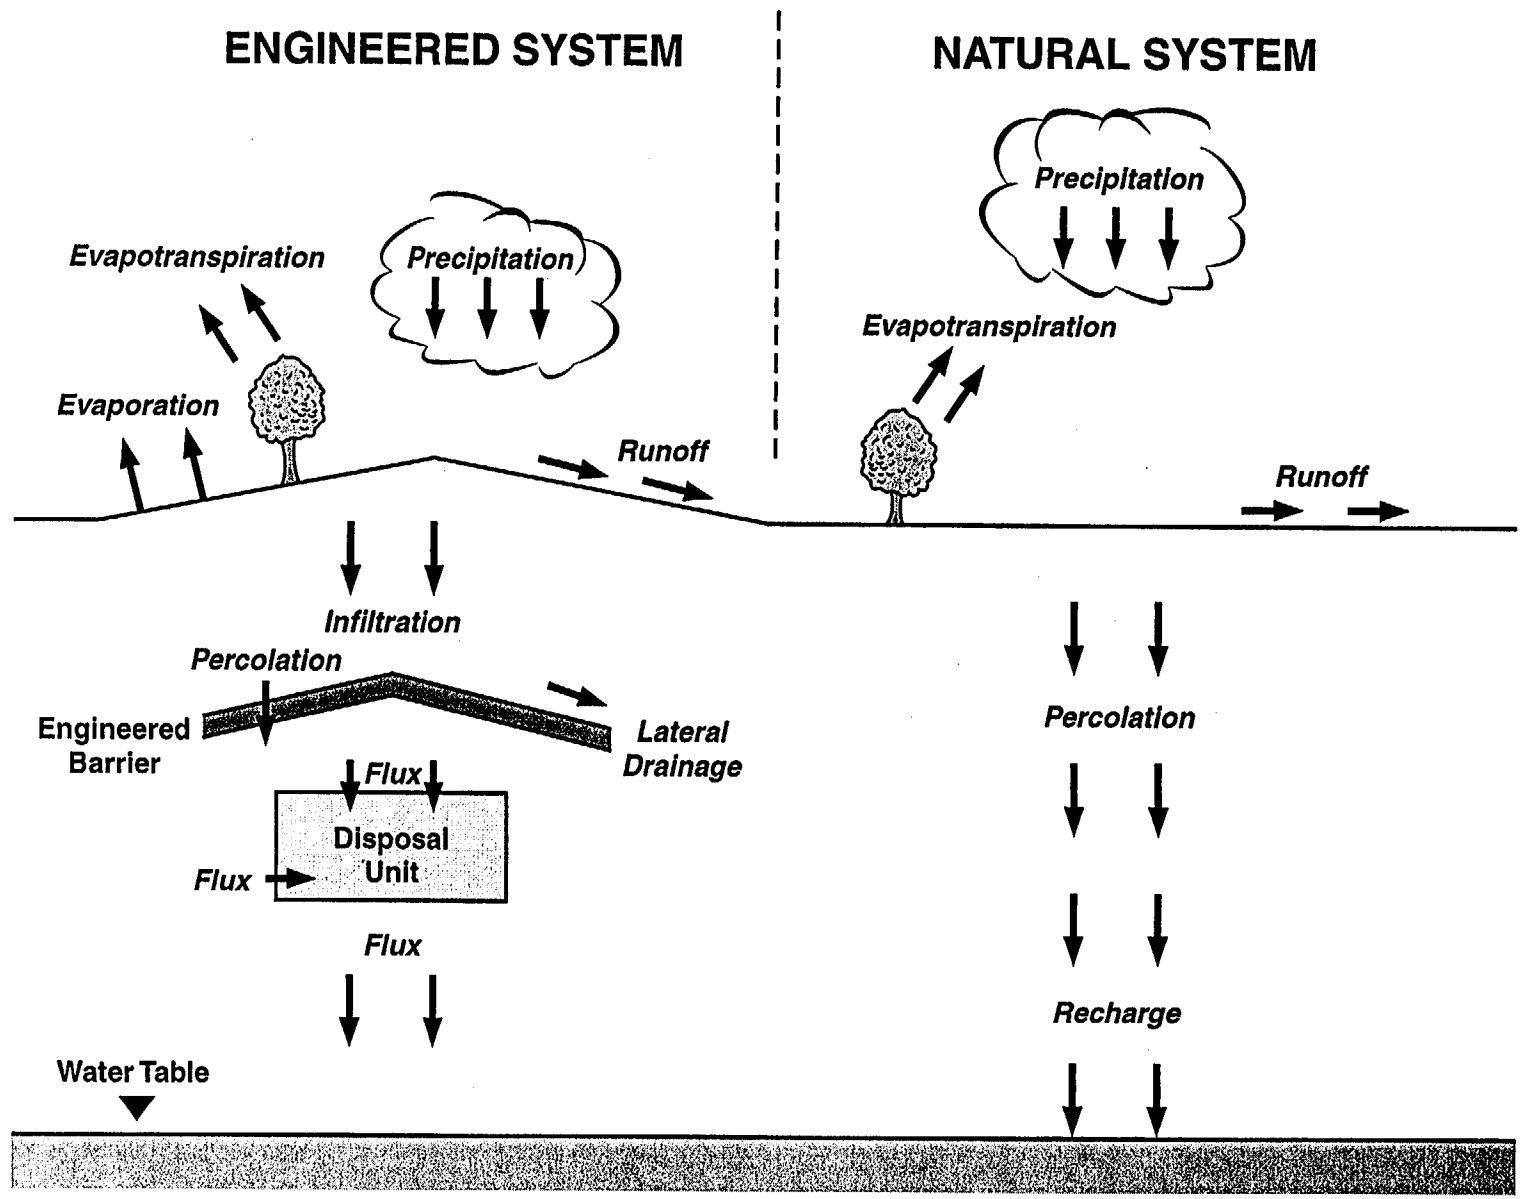 ENGINEERED SYSTEM
NATURAL SYSTEM
Precipitation
Evapotranspiration
Precipitation
Evapotranspiration
Evaporation
Runoff
Runoff
Infiltration
Percolation
Engineered
Barrier
Lateral
Drainage
Percolation
Flux
Disposal
Unit
Flux
Flux
Recharge
Water Table